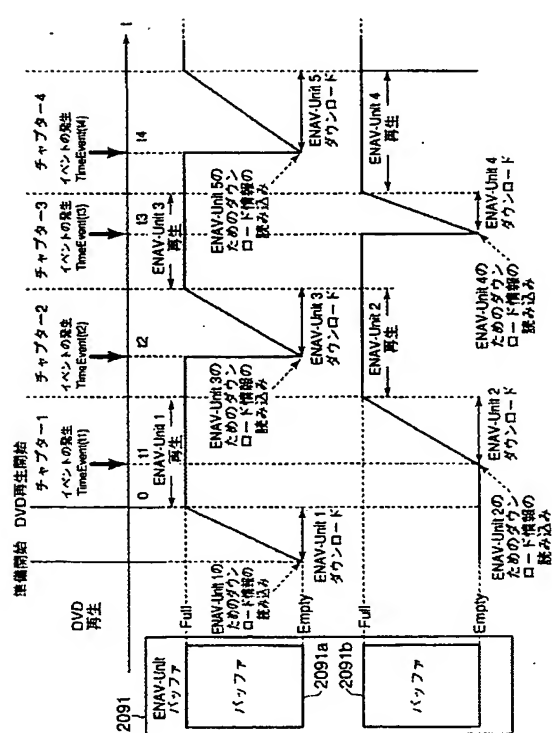 準備開始
DVD再生開始
DVD
再生
チャプター1
イベントの発生
TimeEvent(t1)
チャプター2
イベントの発生
TimeEvent(t2)
チャプター3
イベントの発生
TimeEvent(t3)
チャプター4
イベントの発生
TimeEvent(t4)
0
t1
t2
t3
t4
t
2091
ENAV-Unit
バッファ
バッファ
2091a
Full
Empty
ENAV-Unit 1の
ためのダウン
ロード情報の
読み込み
ENAV-Unit 1
ダウンロード
ENAV-Unit 1
再生
ENAV-Unit 3の
ためのダウン
ロード情報の
読み込み
ENAV-Unit 3
ダウンロード
ENAV-Unit 3
再生
ENAV-Unit 5の
ためのダウン
ロード情報の
読み込み
ENAV-Unit 5
ダウンロード
バッファ
2091b
Full
Empty
ENAV-Unit 2の
ためのダウン
ロード情報の
読み込み
ENAV-Unit 2
ダウンロード
ENAV-Unit 2
再生
ENAV-Unit 4の
ためのダウン
ロード情報の
読み込み
ENAV-Unit 4
ダウンロード
ENAV-Unit 4
再生